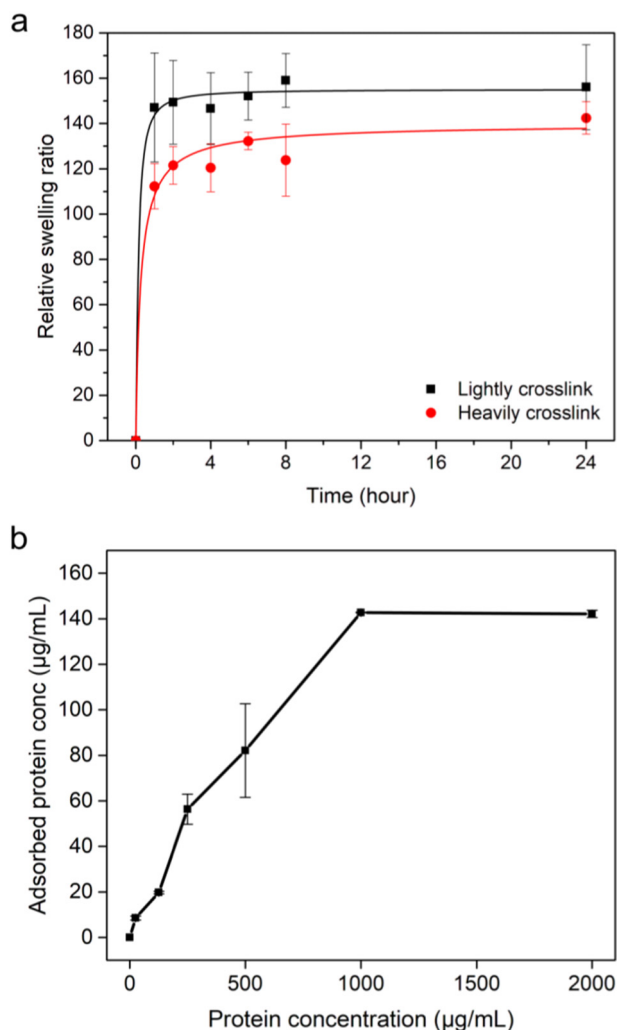 a
180
160
140
120
100
80
60
40
20
0
Relative swelling ratio
Lightly crosslink
Heavily crosslink
0 4 8 12 16 20 24
Time (hour)
b
160
140
120
100
80
60
40
20
0
Adsorbed protein conc (µg/mL)
0 500 1000 1500 2000
Protein concentration (µg/mL)